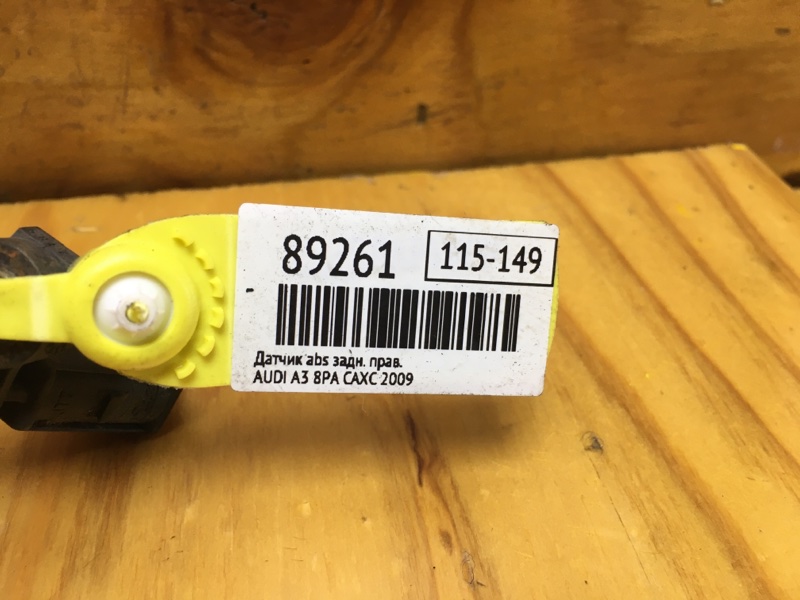 89261 115-149
Датчик abs задн. прав.
AUDI A3 8PA CAXC 2009